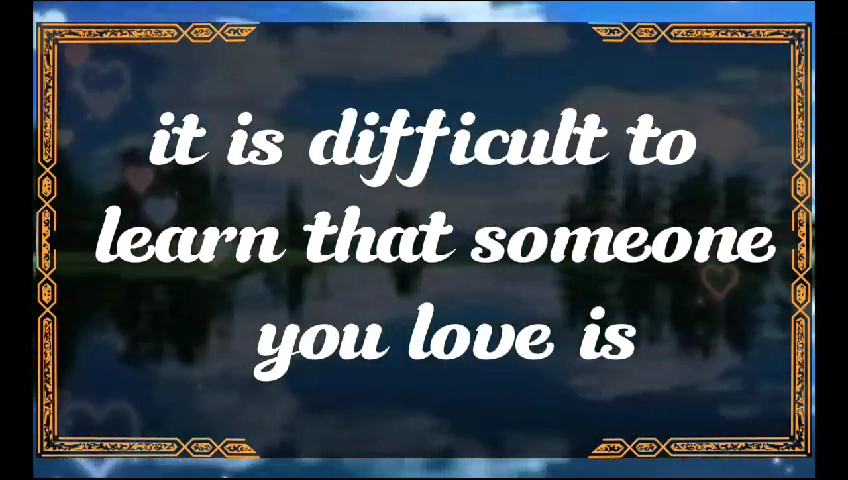 it is difficult to
learn that someone
you love is